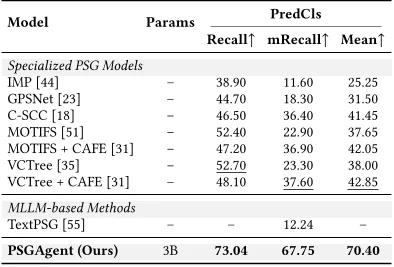 Model Params PredCls
Recall↑ mRecall↑ Mean↑
Specialized PSG Models
IMP [44] – 38.90 11.60 25.25
GPSNet [23] – 44.70 18.30 31.50
C-SCC [18] – 46.50 36.40 41.45
MOTIFS [51] – 52.40 22.90 37.65
MOTIFS + CAFE [31] – 47.20 36.90 42.05
VCTree [35] – 52.70 23.30 38.00
VCTree + CAFE [31] – 48.10 37.60 42.85
MLLM-based Methods
TextPSG [55] – – 12.24 –
PSGAgent (Ours) 3B 73.04 67.75 70.40